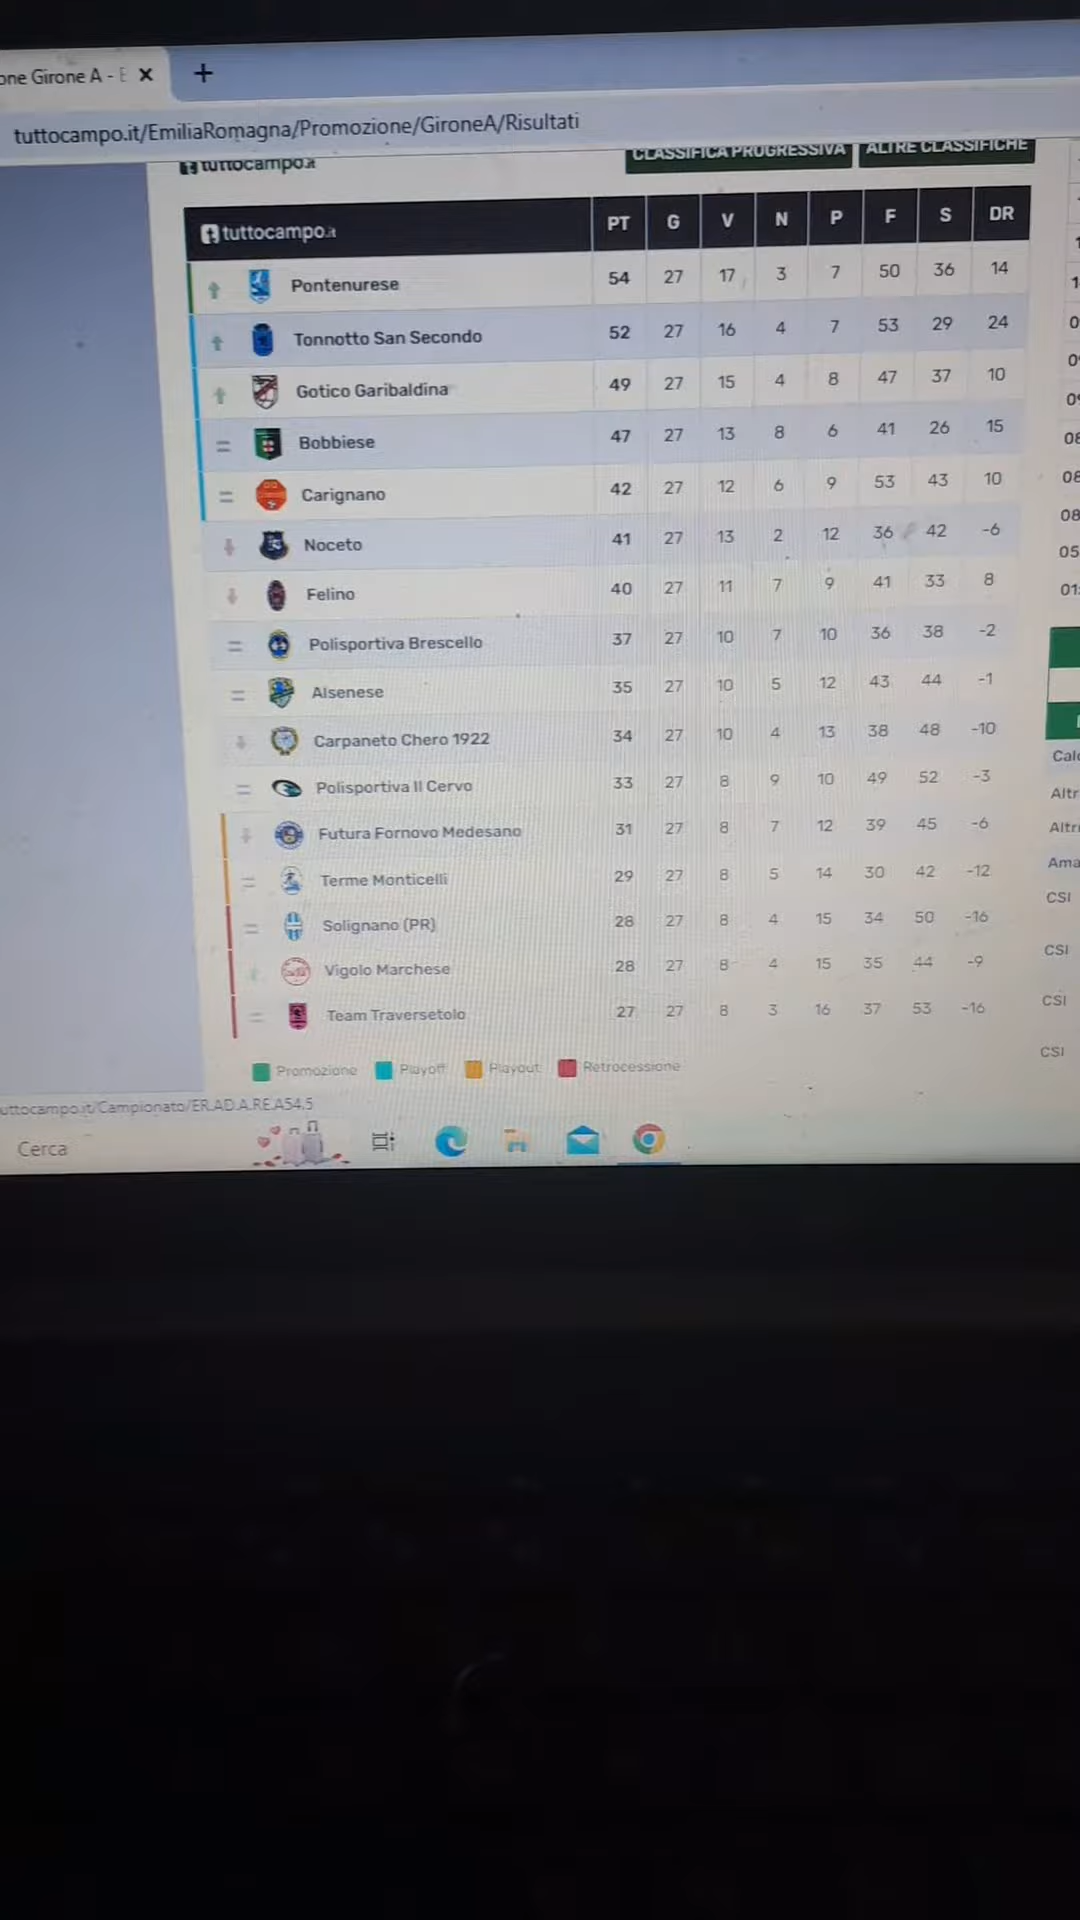 one Girone A - E
tuttocampo.it/EmiliaRomagna/Promozione/GironeA/Risultati
tuttocampo.it CLASSIFICA PROGRESSIVA ALTRE CLASSIFICHE
tuttocampo.it PT G V N P F S DR
Pontenurese 54 27 17 3 7 50 36 14
Tonnotto San Secondo 52 27 16 4 7 53 29 24
Gotico Garibaldina 49 27 15 4 8 47 37 10
Bobbiese 47 27 13 8 6 41 26 15
Carignano 42 27 12 6 9 53 43 10
Noceto 41 27 13 2 12 36 42 -6
Felino 40 27 11 7 9 41 33 8
Polisportiva Brescello 37 27 10 7 10 36 38 -2
Alsenese 35 27 10 5 12 43 44 -1
Carpaneto Chero 1922 34 27 10 4 13 38 48 -10
Polisportiva Il Cervo 33 27 8 9 10 49 52 -3
Futura Fornovo Medesano 31 27 8 7 12 39 45 -6
Terme Monticelli 29 27 8 5 14 30 42 -12
Solignano (PR) 28 27 8 4 15 34 50 -16
Vigolo Marchese 28 27 8 4 15 35 44 -9
Team Traversetolo 27 27 8 3 16 37 53 -16
Promozione Playoff Playout Retrocessione
uttocampo.it/Campionato/ER.AD.A.RE.A54.5
Cerca
08
08
08
05
01
Calc
Altr
Altr
Ama
CSI
CSI
CSI
CSI